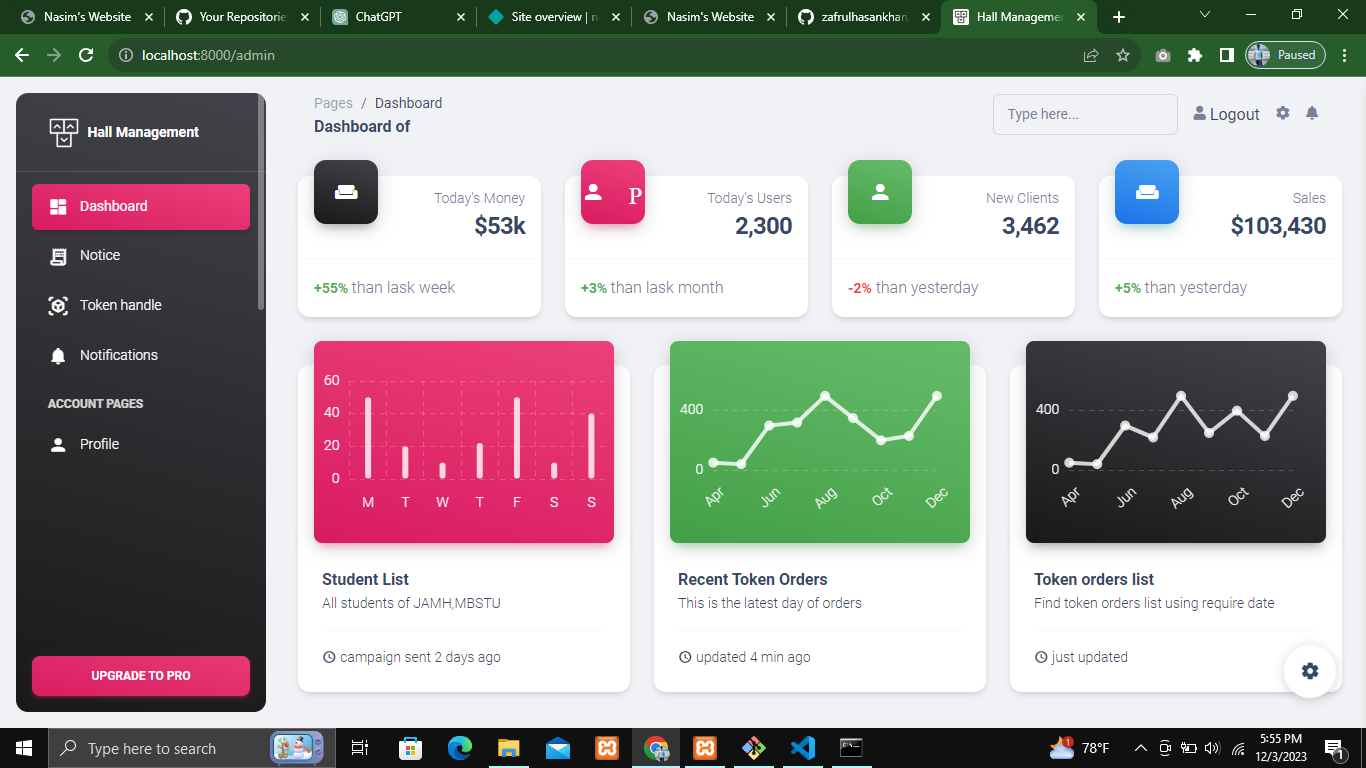 Nasim's Website
Your Repositories
ChatGPT
Site overview | n
Nasim's Website
zafrulhasankhan
Hall Manageme
localhost:8000/admin
Paused
Hall Management
Dashboard
Notice
Token handle
Notifications
ACCOUNT PAGES
Profile
UPGRADE TO PRO
Pages / Dashboard
Dashboard of
Type here...
Logout
Today's Money
$53k
+55% than lask week
P
Today's Users
2,300
+3% than lask month
New Clients
3,462
-2% than yesterday
Sales
$103,430
+5% than yesterday
60
40
20
0
M T W T F S S
Student List
All students of JAMH,MBSTU
campaign sent 2 days ago
400
0
Apr Jun Aug Oct Dec
Recent Token Orders
This is the latest day of orders
updated 4 min ago
400
0
Apr Jun Aug Oct Dec
Token orders list
Find token orders list using require date
just updated
Type here to search
1
78°F
5:55 PM
12/3/2023
1